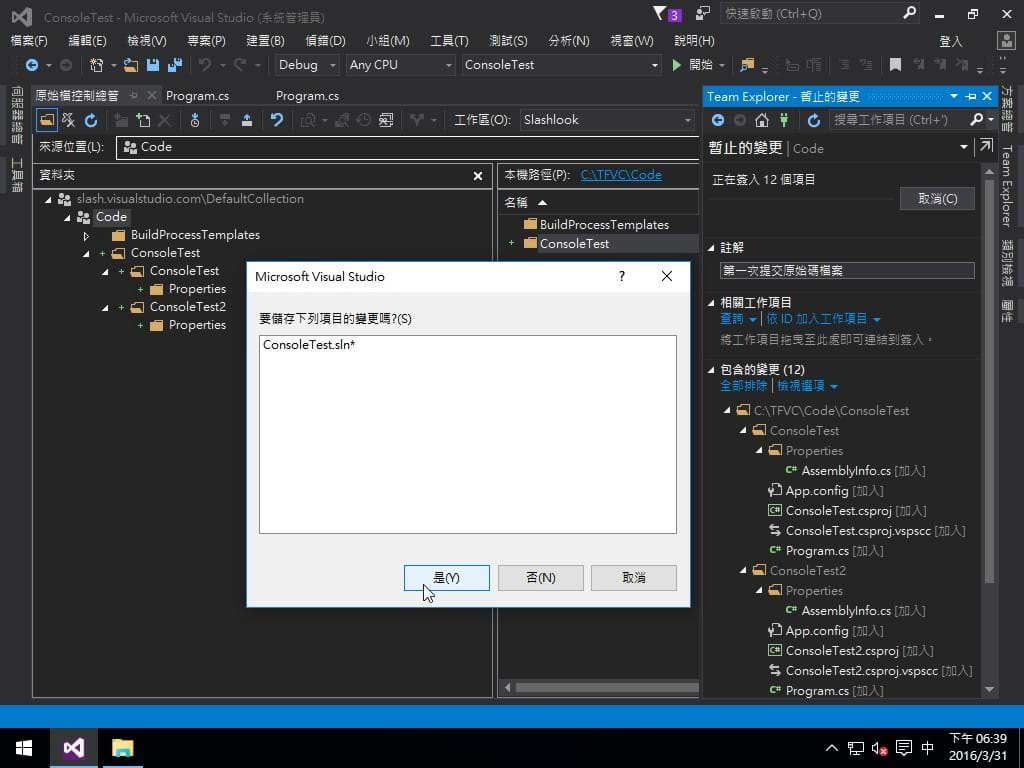 ConsoleTest - Microsoft Visual Studio (系統管理員)
3
快速啟動 (Ctrl+Q)
檔案(F) 編輯(E) 檢視(V) 專案(P) 建置(B) 偵錯(D) 小組(M) 工具(T) 測試(S) 分析(N) 視窗(W) 說明(H)
登入
Debug Any CPU ConsoleTest 開始
伺服器總管
工具箱
原始檔控制總管 Program.cs Program.cs
工作區(O): Slashlook
來源位置(L): Code
資料夾
slash.visualstudio.com\DefaultCollection
Code
BuildProcessTemplates
ConsoleTest
ConsoleTest
Properties
ConsoleTest2
Properties
本機路徑(P): C:\TFVC\Code
名稱
BuildProcessTemplates
ConsoleTest
Microsoft Visual Studio
?
要儲存下列項目的變更嗎?(S)
ConsoleTest.sln*
是(Y) 否(N) 取消
Team Explorer - 暫止的變更
搜尋工作項目 (Ctrl+')
暫止的變更 | Code
正在簽入 12 個項目
取消(C)
註解
第一次提交原始碼檔案
相關工作項目
查詢 | 依 ID 加入工作項目
將工作項目拖曳至此處即可連結到簽入。
包含的變更 (12)
全部排除 | 檢視選項
C:\TFVC\Code\ConsoleTest
ConsoleTest
Properties
AssemblyInfo.cs [加入]
App.config [加入]
ConsoleTest.csproj [加入]
ConsoleTest.csproj.vspscc [加入]
Program.cs [加入]
ConsoleTest2
Properties
AssemblyInfo.cs [加入]
App.config [加入]
ConsoleTest2.csproj [加入]
ConsoleTest2.csproj.vspscc [加入]
Program.cs [加入]
方案總管
Team Explorer
類別檢視
屬性
中
下午 06:39
2016/3/31